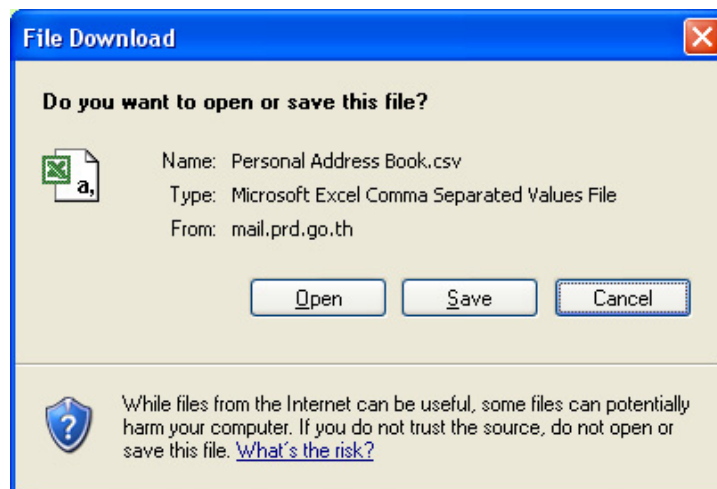 File Download
Do you want to open or save this file?
a,
Name: Personal Address Book.csv
Type: Microsoft Excel Comma Separated Values File
From: mail.prd.go.th
Open Save Cancel
While files from the Internet can be useful, some files can potentially
harm your computer. If you do not trust the source, do not open or
save this file. What's the risk?